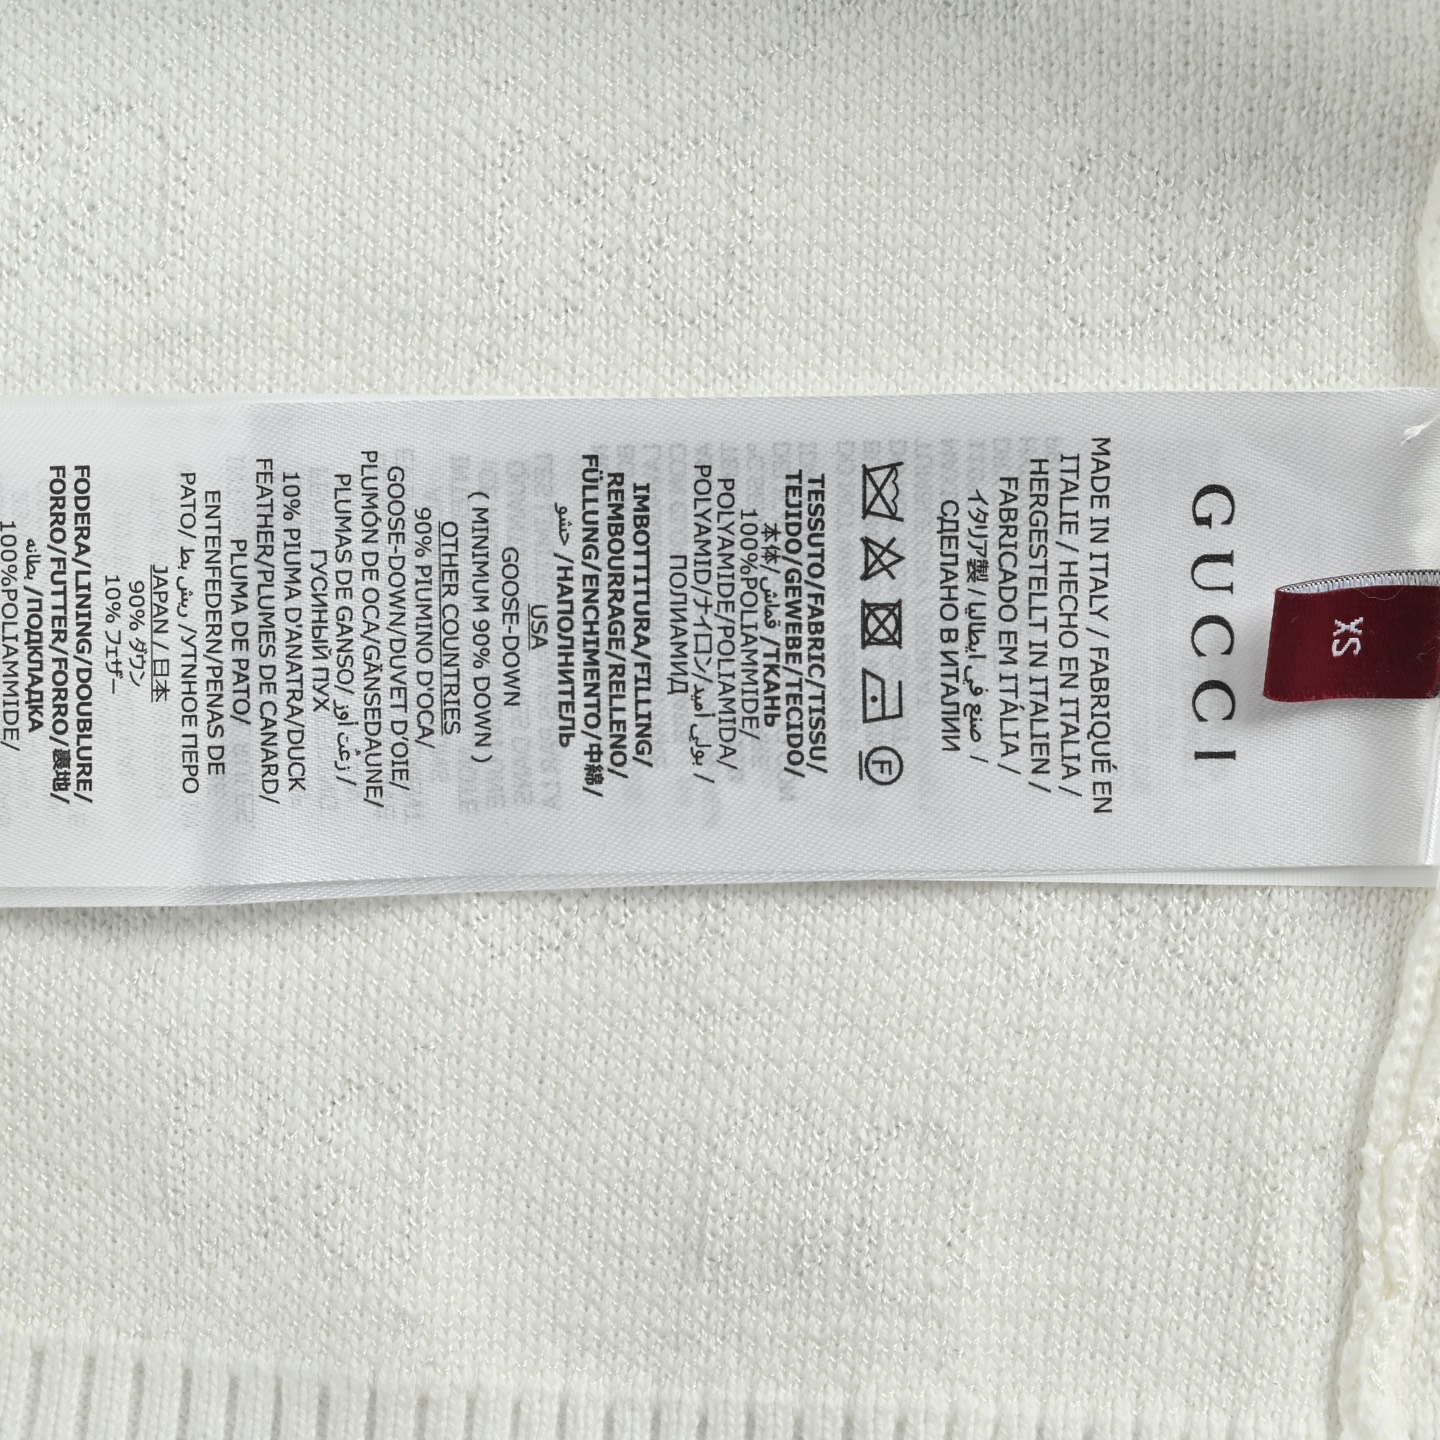 XS
GUCCI
MADE IN ITALY / FABRIQUÉ EN
ITALIE / HECHO EN ITALIA /
HERGESTELLT IN ITALIEN /
FABRICADO EM ITÁLIA /
イタリア製 / صنع في ايطاليا /
СДЕЛАНО В ИТАЛИИ
F
TESSUTO/FABRIC/TISSU/
TEJIDO/GEWEBE/TECIDO/
本体/ قماش /ТКАНЬ
100%POLIAMMIDE/
POLYAMIDE/POLIAMIDA/
POLYAMID/ナイロン/بولي أميد /
ПОЛИАМИД
IMBOTTITURA/FILLING/
REMBOURRAGE/RELLENO/
FÜLLUNG/ENCHIMENTO/中綿/
حشو /НАПОЛНИТЕЛЬ
USA
GOOSE-DOWN
( MINIMUM 90% DOWN )
OTHER COUNTRIES
90% PIUMINO D'OCA/
GOOSE-DOWN/DUVET D'OIE/
PLUMÓN DE OCA/GÄNSEDAUNE/
PLUMAS DE GANSO/ زغب أوز /
ГУСИНЫЙ ПУХ
10% PIUMA D'ANATRA/DUCK
FEATHER/PLUMES DE CANARD/
PLUMA DE PATO/
ENTENFEDERN/PENAS DE
PATO/ ريش بط /УТНОЕ ПЕРО
JAPAN / 日本
90% ダウン
10% フェザー
FODERA/LINING/DOUBLURE/
FORRO/FUTTER/FORRO/裏地/
بطانه /ПОДКЛАДКА
100%POLIAMMIDE/